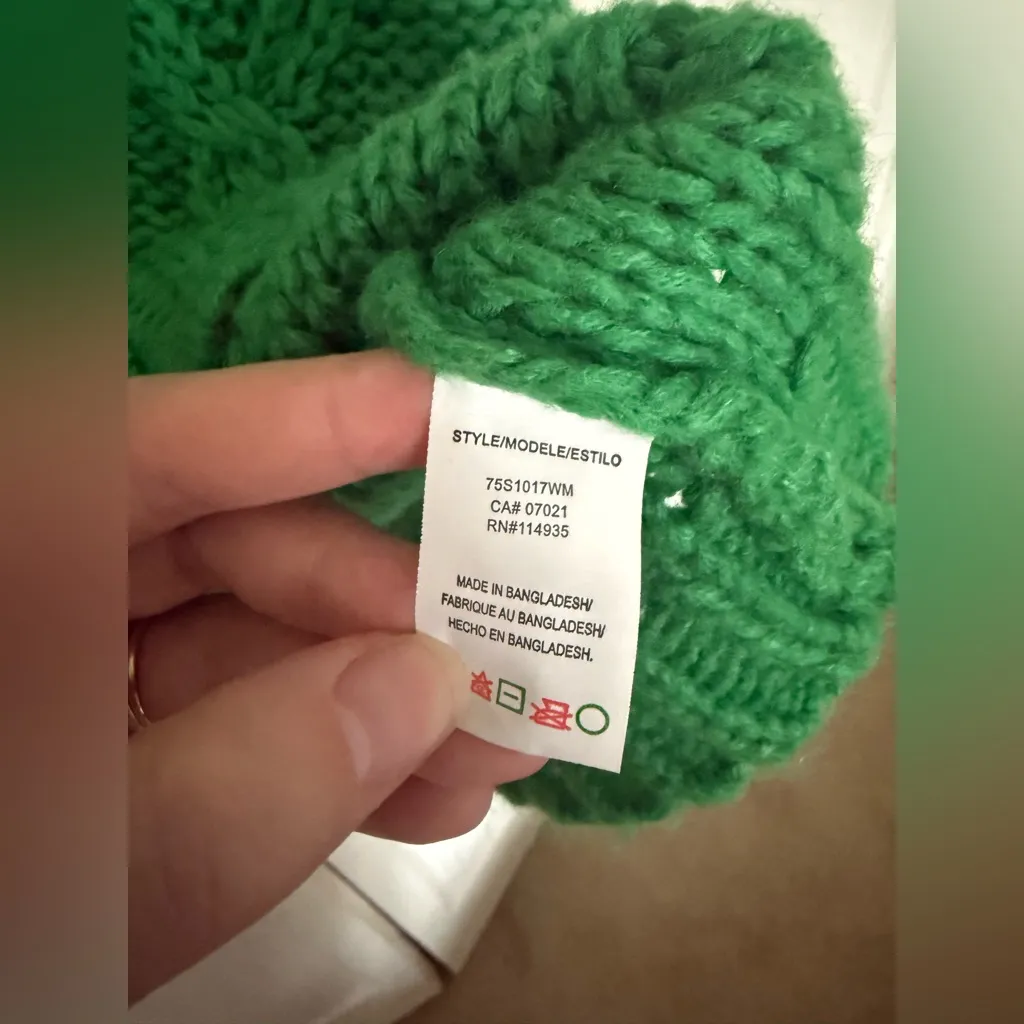 STYLE/MODELE/ESTILO
75S1017WM
CA# 07021
RN#114935
MADE IN BANGLADESH/
FABRIQUE AU BANGLADESH/
HECHO EN BANGLADESH.